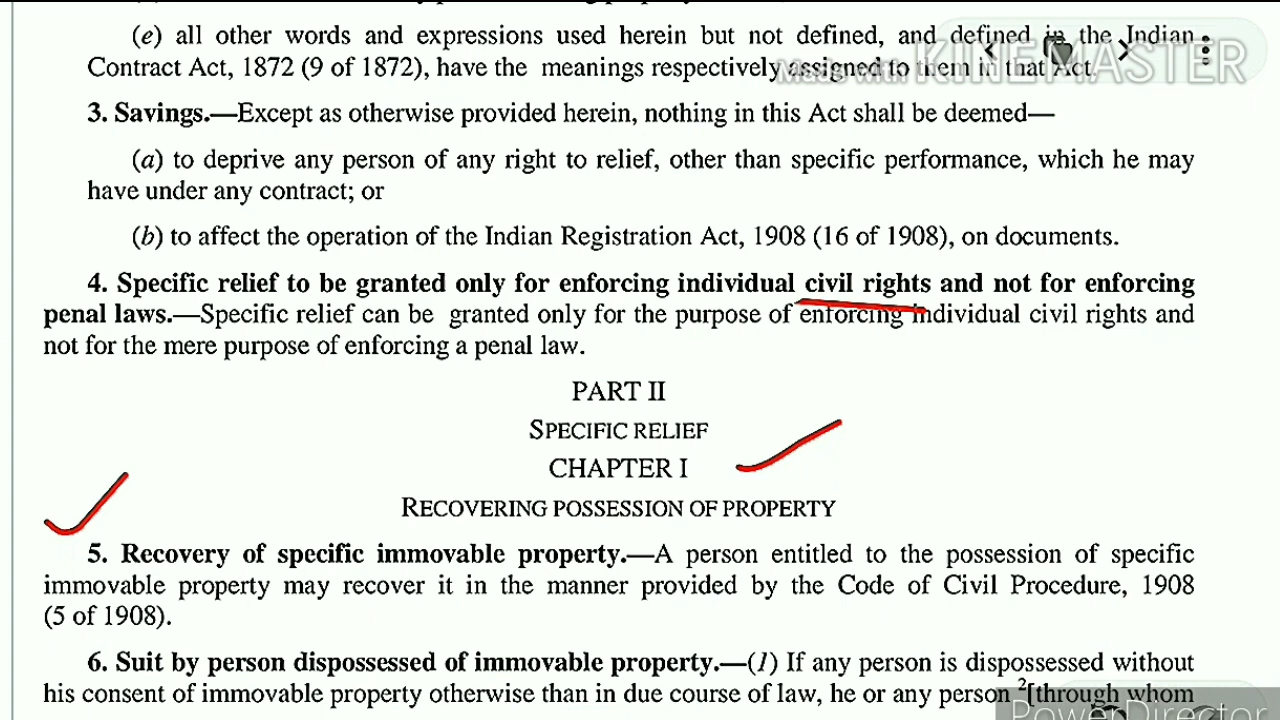 (e) all other words and expressions used herein but not defined, and defined in the Indian
Contract Act, 1872 (9 of 1872), have the meanings respectively assigned to them in that Act.
Made with KINEMASTER
3. Savings.—Except as otherwise provided herein, nothing in this Act shall be deemed—
(a) to deprive any person of any right to relief, other than specific performance, which he may
have under any contract; or
(b) to affect the operation of the Indian Registration Act, 1908 (16 of 1908), on documents.
4. Specific relief to be granted only for enforcing individual civil rights and not for enforcing
penal laws.—Specific relief can be granted only for the purpose of enforcing individual civil rights and
not for the mere purpose of enforcing a penal law.
PART II
SPECIFIC RELIEF
CHAPTER I
RECOVERING POSSESSION OF PROPERTY
5. Recovery of specific immovable property.—A person entitled to the possession of specific
immovable property may recover it in the manner provided by the Code of Civil Procedure, 1908
(5 of 1908).
6. Suit by person dispossessed of immovable property.—(1) If any person is dispossessed without
his consent of immovable property otherwise than in due course of law, he or any person ²[through whom
PowerDirector